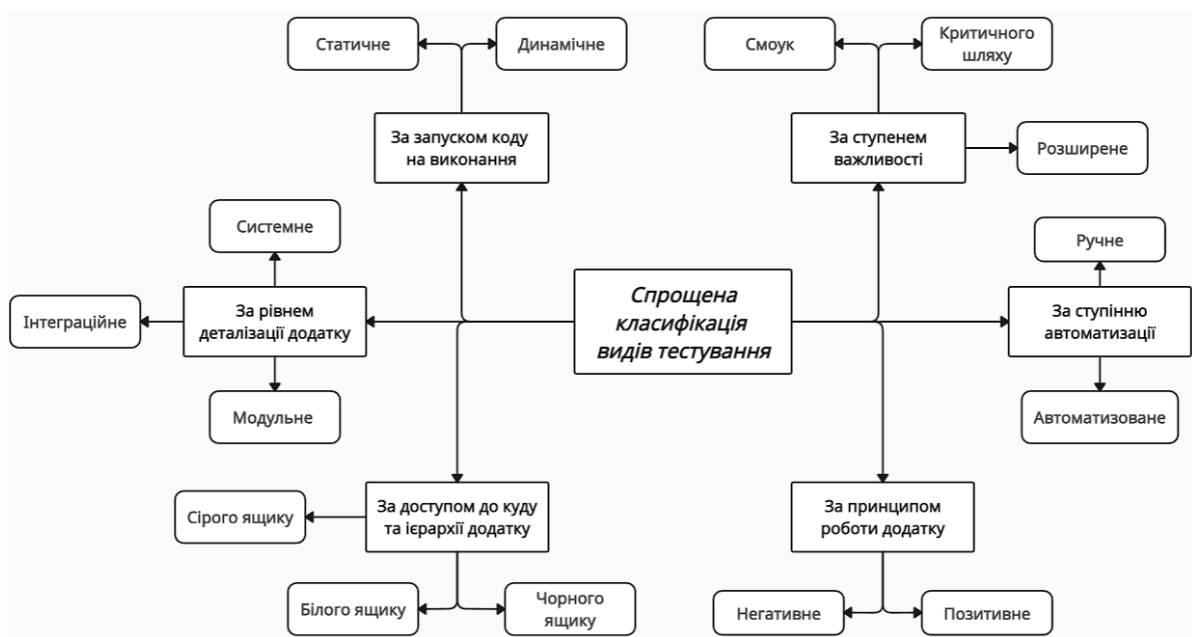 Статичне
Динамічне
Смоук
Критичного
шляху
За запуском коду
на виконання
За ступенем
важливості
Розширене
Системне
Ручне
Інтеграційне
За рівнем
деталізації додатку
Спрощена
класифікація
видів тестування
За ступінню
автоматизації
Модульне
Автоматизоване
Сірого ящику
За доступом до куду
та ієрархії додатку
За принципом
роботи додатку
Білого ящику
Чорного
ящику
Негативне
Позитивне